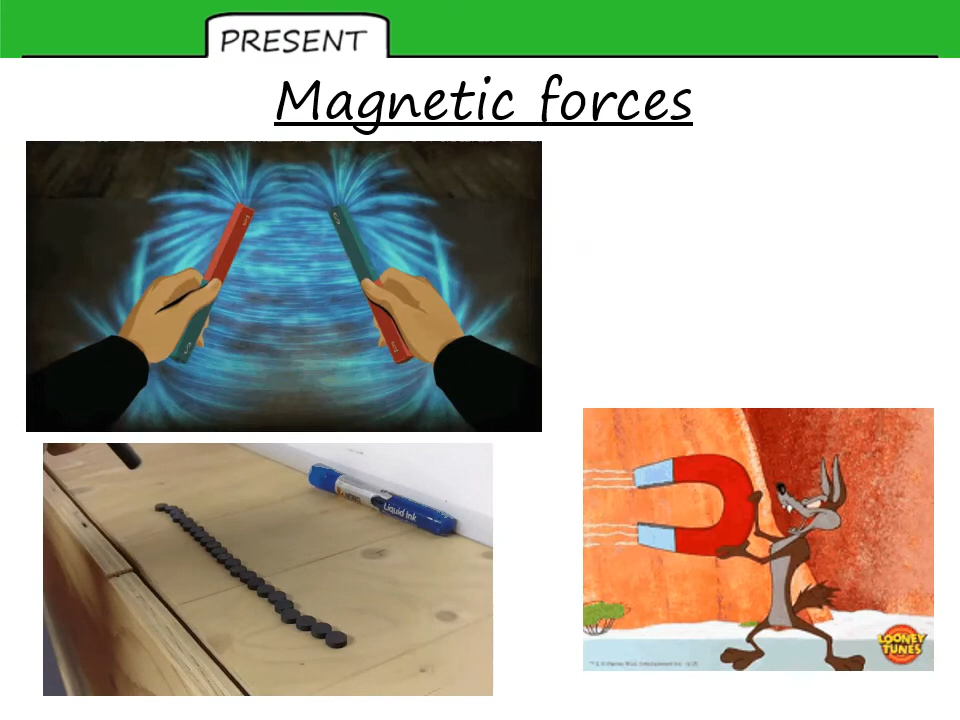 PRESENT
Magnetic forces
Liquid Ink
LOONEY
TUNES